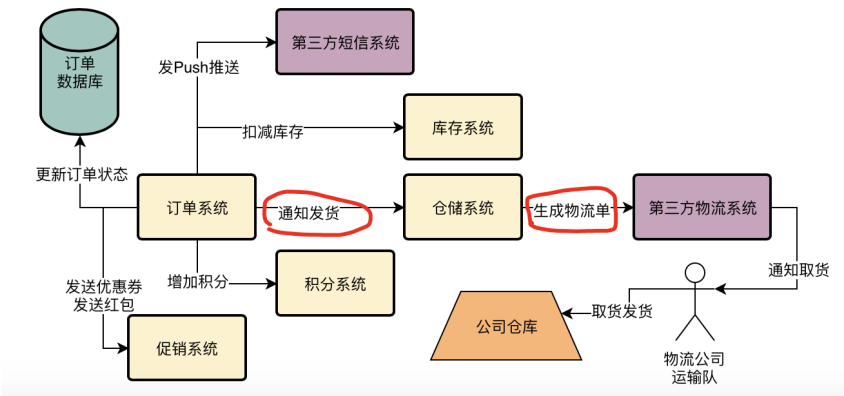 订单
数据库
第三方短信系统
发Push推送
扣减库存
库存系统
更新订单状态
订单系统
通知发货
仓储系统
生成物流单
第三方物流系统
发送优惠券
发送红包
增加积分
积分系统
通知取货
促销系统
公司仓库
取货发货
物流公司
运输队